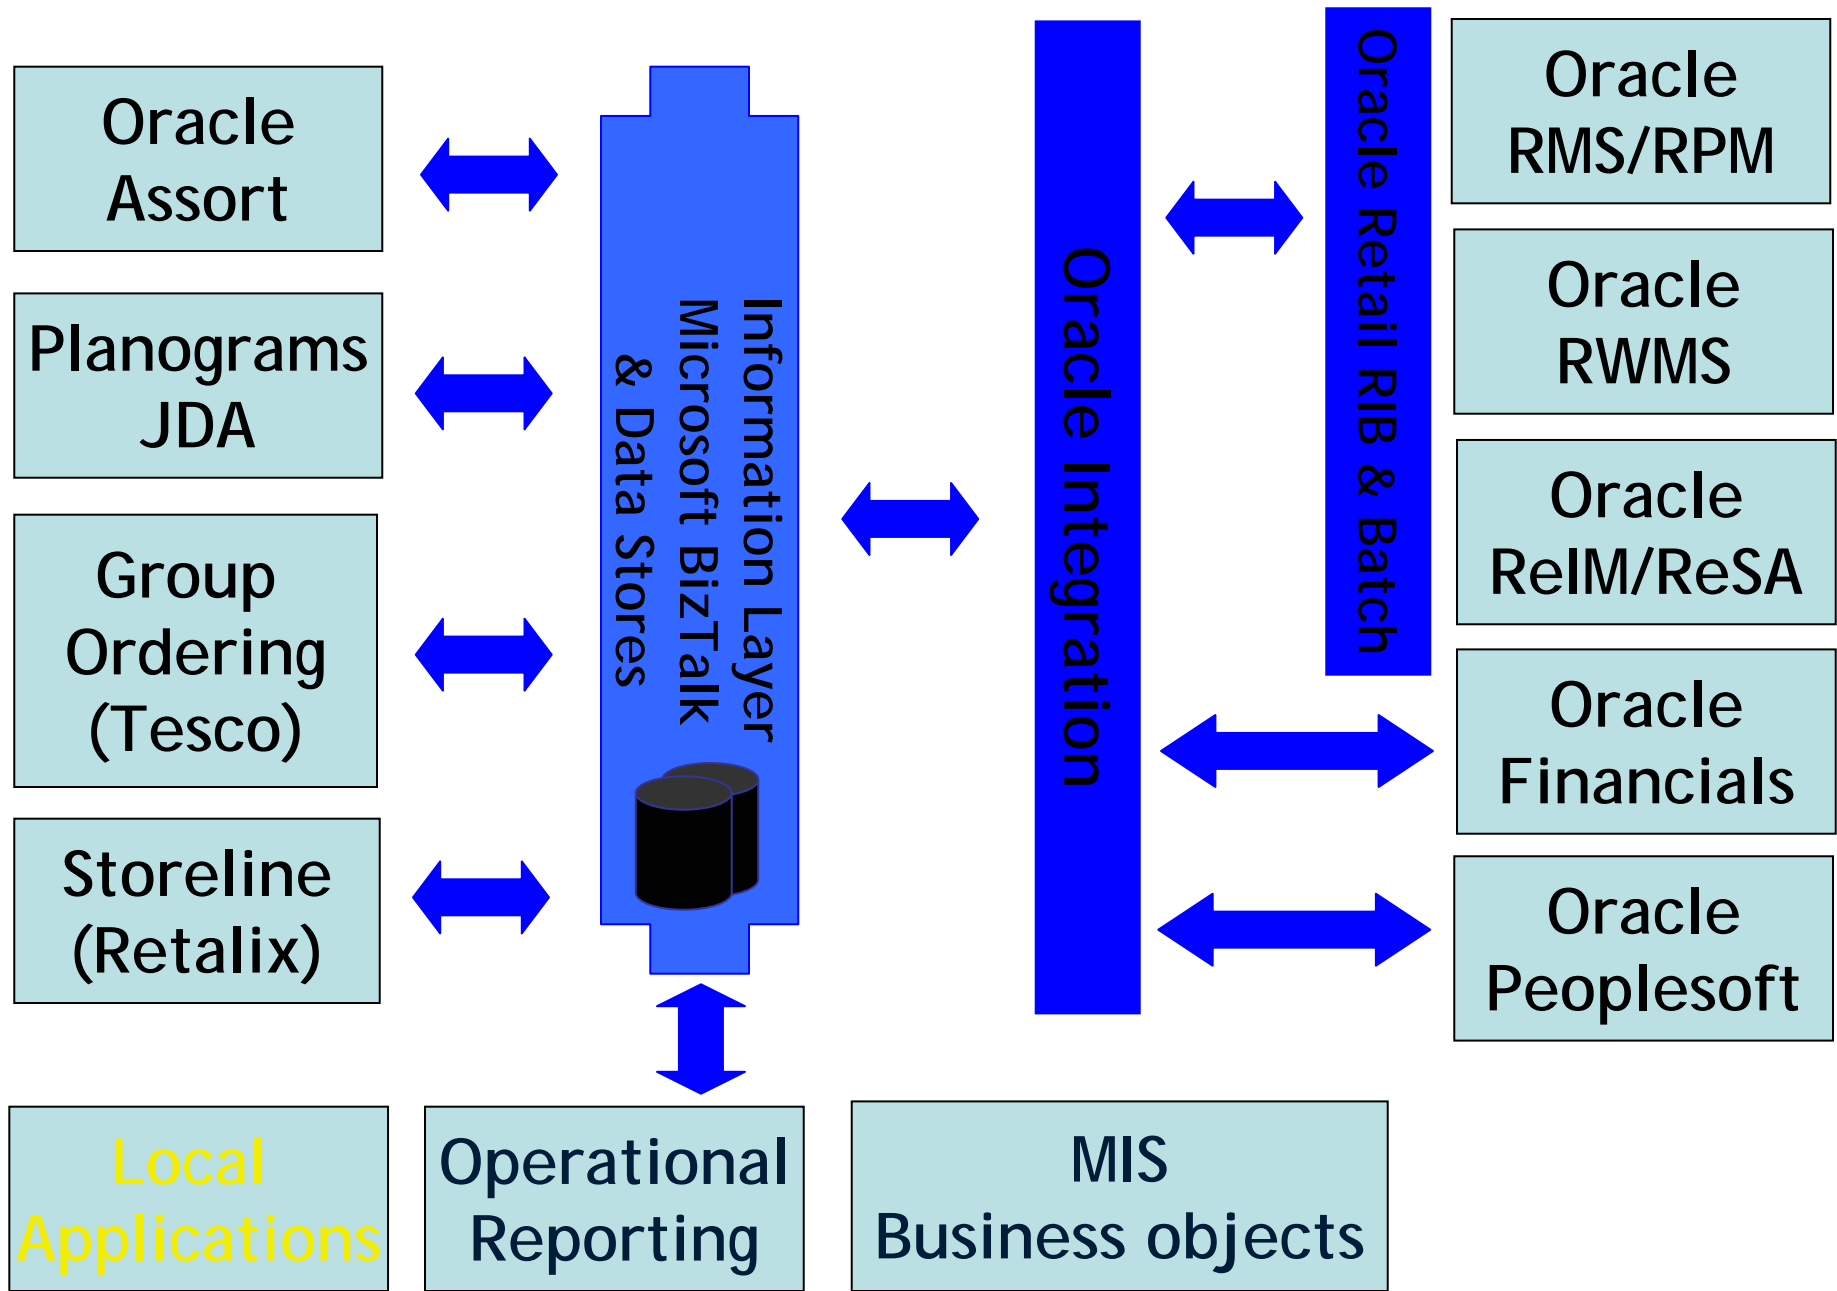 Oracle
Assort
Planograms
JDA
Group
Ordering
(Tesco)
Storeline
(Retalix)
Information Layer
Microsoft BizTalk
& Data Stores
Oracle Integration
Oracle Retail RIB & Batch
Oracle
RMS/RPM
Oracle
RWMS
Oracle
ReIM/ReSA
Oracle
Financials
Oracle
Peoplesoft
Local
Applications
Operational
Reporting
MIS
Business objects